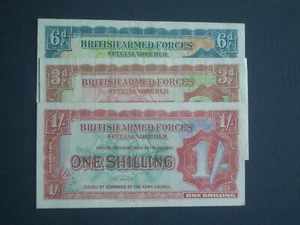 6d. BRITISH ARMED FORCES 6d.
SPECIAL VOUCHER
3d. BRITISH ARMED FORCES 3d.
SPECIAL VOUCHER
1/- BRITISH ARMED FORCES 1/-
SPECIAL VOUCHER
ONE SHILLING 1/-
ISSUED BY COMMAND OF THE ARMY COUNCIL
1/- ONE SHILLING